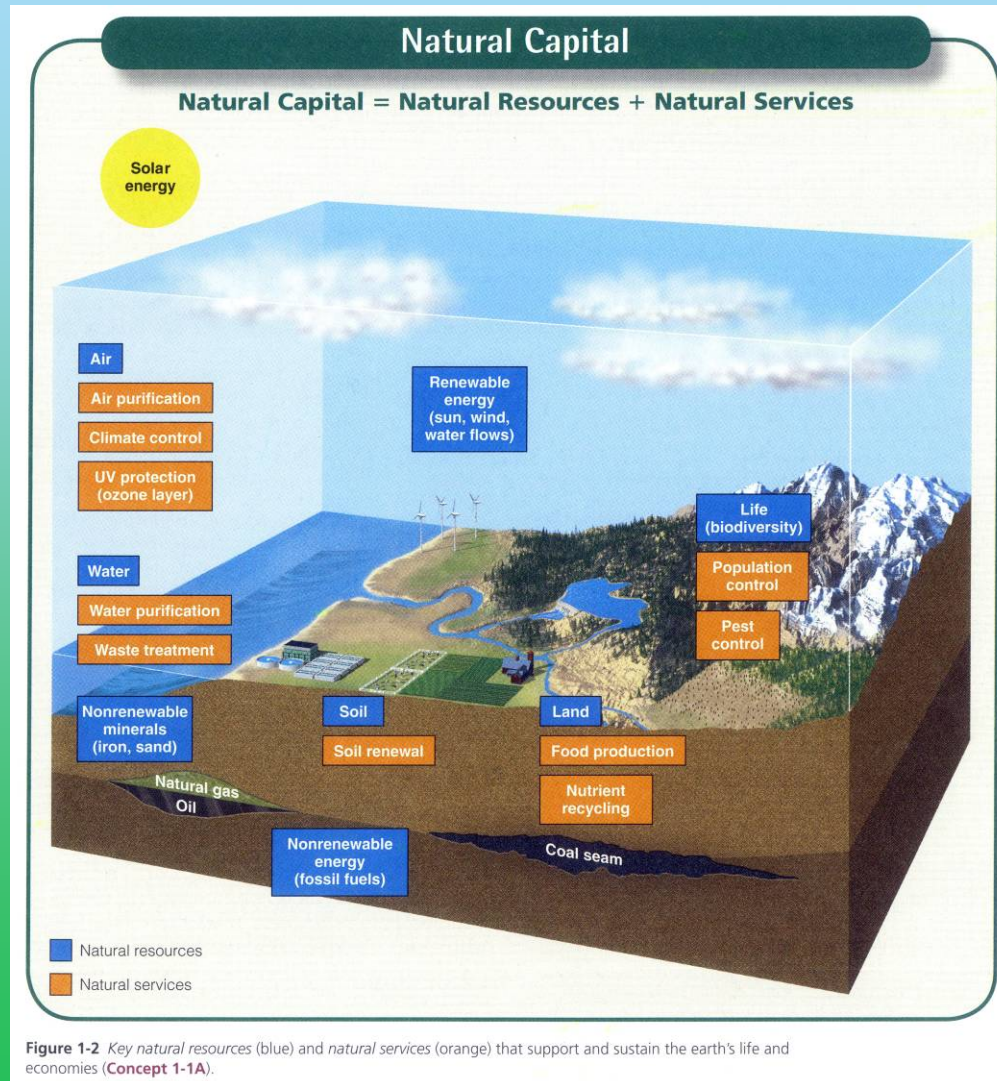 Natural Capital
Natural Capital = Natural Resources + Natural Services
Solar
energy
Air
Air purification
Climate control
UV protection
(ozone layer)
Renewable
energy
(sun, wind,
water flows)
Life
(biodiversity)
Population
control
Pest
control
Water
Water purification
Waste treatment
Nonrenewable
minerals
(iron, sand)
Soil
Soil renewal
Land
Food production
Nutrient
recycling
Natural gas
Oil
Nonrenewable
energy
(fossil fuels)
Coal seam
Natural resources
Natural services
Figure 1-2 Key natural resources (blue) and natural services (orange) that support and sustain the earth's life and
economies (Concept 1-1A).